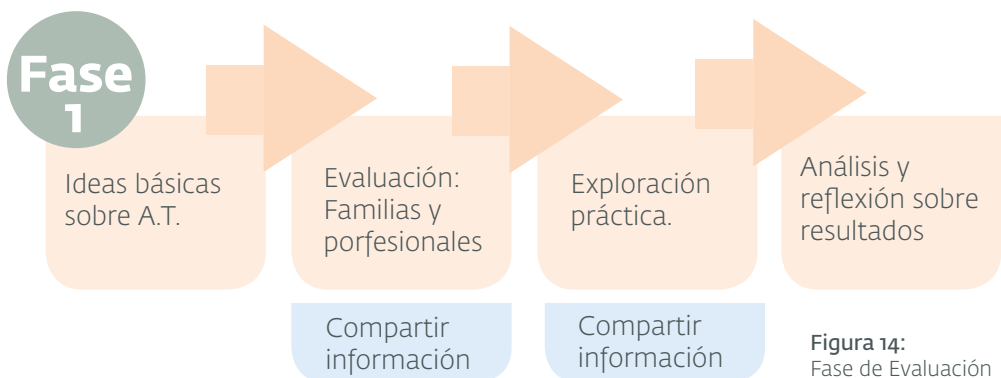 Fase
1
Ideas básicas
sobre A.T.
Evaluación:
Familias y
porfesionales
Exploración
práctica.
Análisis y
reflexión sobre
resultados
Compartir
información
Compartir
información
Figura 14:
Fase de Evaluación